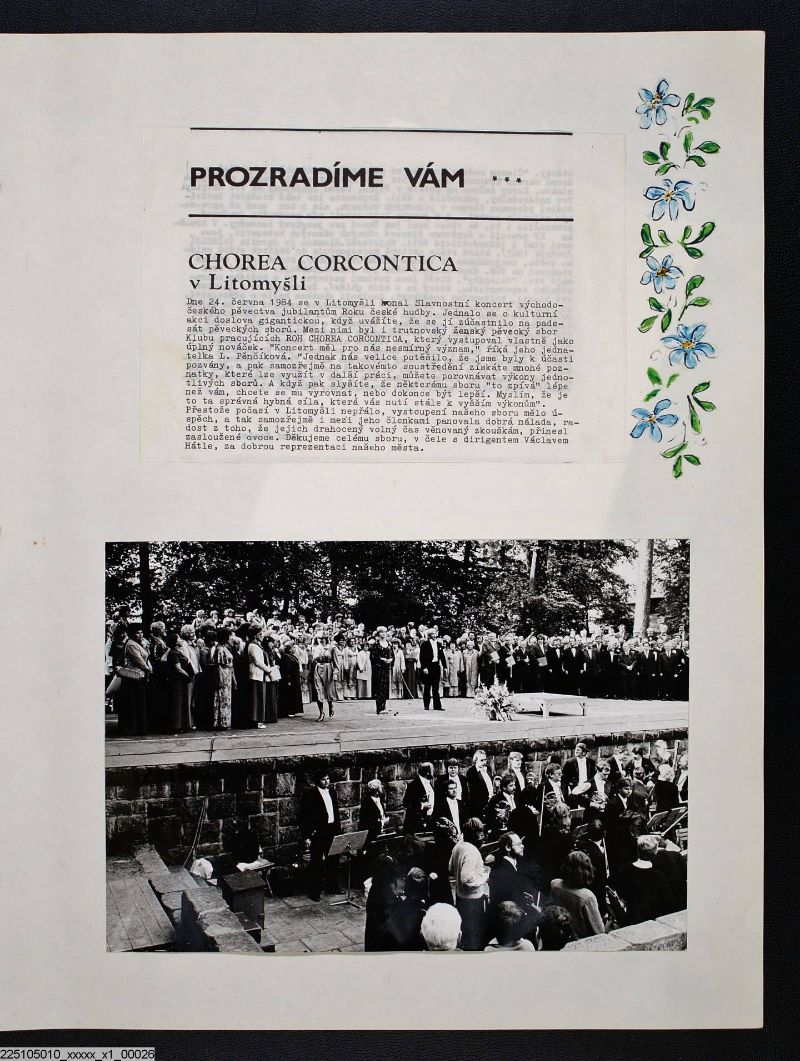 PROZRADÍME VÁM ...
CHOREA CORCONTICA
v Litomyšli
Dne 24. června 1984 se v Litomyšli konal Slavnostní koncert východo-
českého pěvectva jubilantům Roku české hudby. Jednalo se o kulturní
akci doslova gigantickou, když uvážíte, že se jí zúčastnilo na pade-
sát pěveckých sborů. Mezi nimi byl i trutnovský ženský pěvecký sbor
Klubu pracujících ROH CHOREA CORCONTICA, který vystupoval vlastně jako
úplný nováček. "Koncert měl pro nás nesmírný význam," říká jeho jedna-
telka L. Pěnčíková. "Jednak nás velice potěšilo, že jsme byly k účasti
pozvány, a pak samozřejmě na takovémto soustředění získáte mnohé poz-
natky, které lze využít v další práci, můžete porovnávat výkony jedno-
tlivých sborů. A když pak slyšíte, že některému sboru "to zpívá" lépe
než vám, chcete se mu vyrovnat, nebo dokonce být lepší. Myslím, že je
to ta správná hybná síla, která vás nutí stále k vyšším výkonům".
Přestože počasí v Litomyšli nepřálo, vystoupení našeho sboru mělo ú-
spěch, a tak samozřejmě i mezi jeho členkami panovala dobrá nálada, ra-
dost z toho, že jejich drahocený volný čas věnovaný zkouškám, přinesl
zasloužené ovoce. Děkujeme celému sboru, v čele s dirigentem Václavem
Hátle, za dobrou reprezentaci našeho města.
225105010_xxxxx_x1_00026